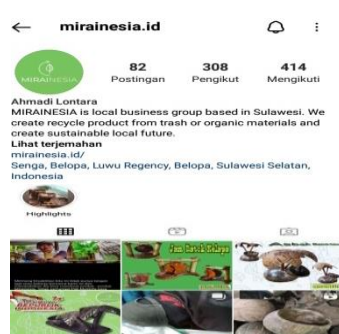 mirainesia.id
MIRAINESIA
82 308 414
Postingan Pengikut Mengikuti
Ahmadi Lontara
MIRAINESIA is local business group based in Sulawesi. We
create recycle product from trash or organic materials and
create sustainable local future.
Lihat terjemahan
mirainesia.id/
Senga, Belopa, Luwu Regency, Belopa, Sulawesi Selatan,
Indonesia
Highlights